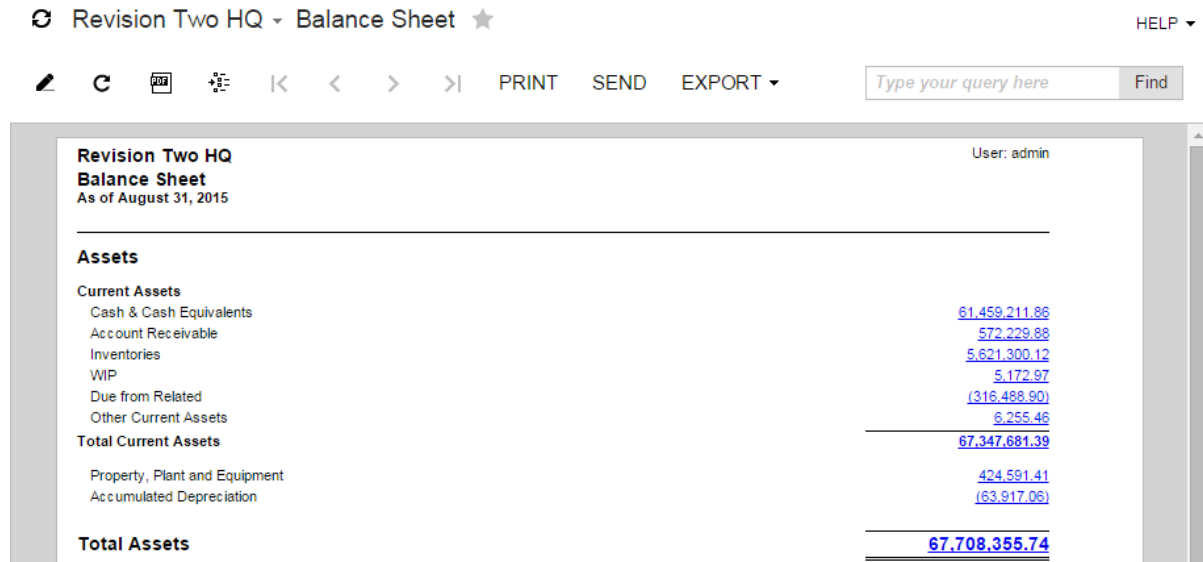 Revision Two HQ Balance Sheet
HELP
PDF
PRINT SEND EXPORT Type your query here Find
Revision Two HQ User: admin
Balance Sheet
As of August 31, 2015
Assets
Current Assets
Cash & Cash Equivalents 61,459,211.86
Account Receivable 572,229.88
Inventories 5,621,300.12
WIP 5,172.97
Due from Related (316,488.90)
Other Current Assets 6,255.46
Total Current Assets 67,347,681.39
Property, Plant and Equipment 424,591.41
Accumulated Depreciation (63,917.06)
Total Assets 67,708,355.74